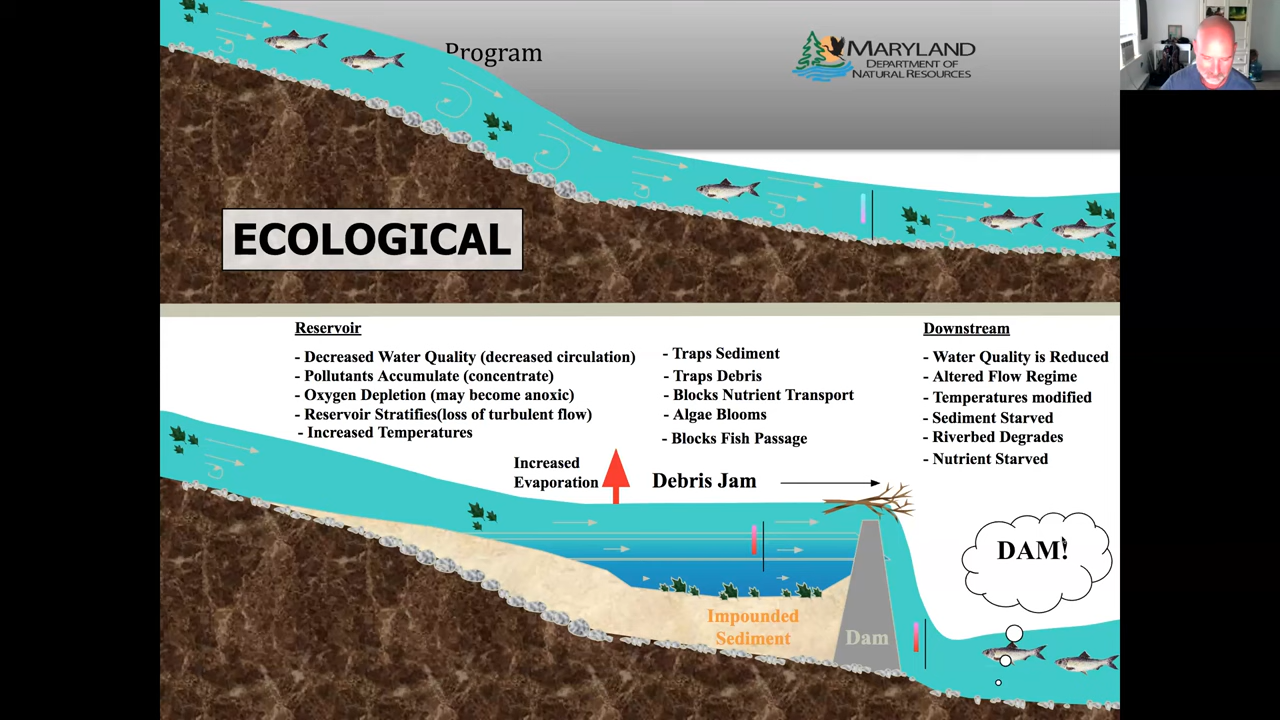 Program
MARYLAND
DEPARTMENT OF
NATURAL RESOURCES
ECOLOGICAL
Reservoir
- Decreased Water Quality (decreased circulation)
- Pollutants Accumulate (concentrate)
- Oxygen Depletion (may become anoxic)
- Reservoir Stratifies(loss of turbulent flow)
- Increased Temperatures
- Traps Sediment
- Traps Debris
- Blocks Nutrient Transport
- Algae Blooms
- Blocks Fish Passage
Downstream
- Water Quality is Reduced
- Altered Flow Regime
- Temperatures modified
- Sediment Starved
- Riverbed Degrades
- Nutrient Starved
Increased
Evaporation
Debris Jam
DAM!
Impounded
Sediment
Dam